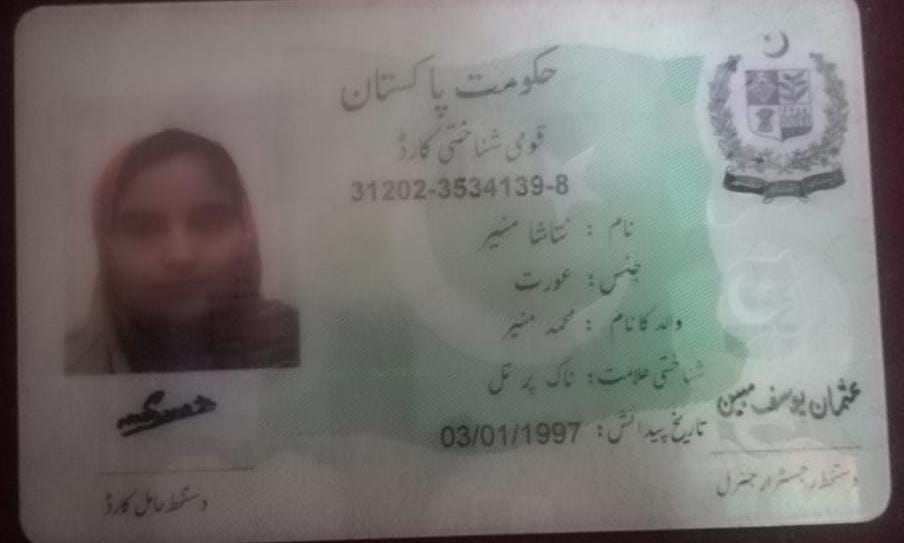 حکومت پاکستان
قومی شناختی کارڈ
31202-3534139-8
نام : نتاشا منیر
جنس: عورت
والد کا نام : محمد منیر
شناختی علامت: ناک پر تل
تاریخ پیدائش: 03/01/1997
عثمان یوسف مبین
دستخط رجسٹرار جنرل
دستخط حامل کارڈ